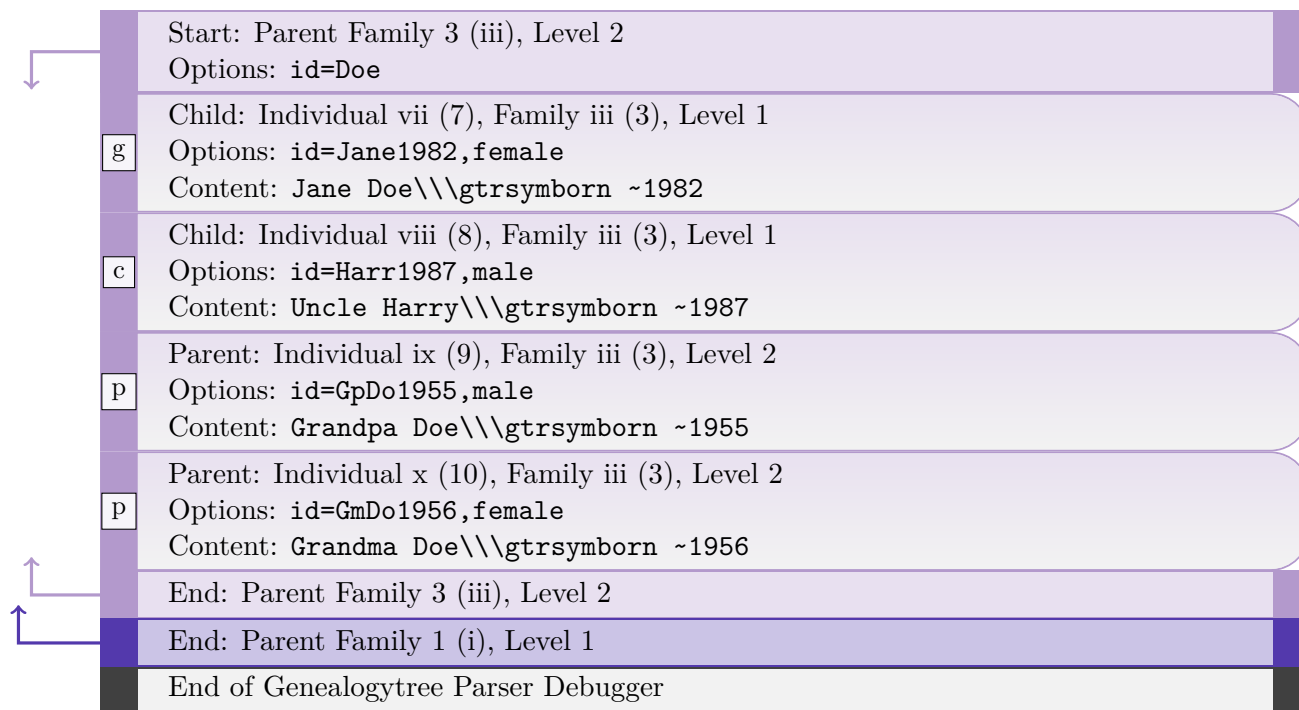 Start: Parent Family 3 (iii), Level 2
Options: id=Doe
Child: Individual vii (7), Family iii (3), Level 1
g
Options: id=Jane1982,female
Content: Jane Doe\\\gtrsymborn ~1982
Child: Individual viii (8), Family iii (3), Level 1
c
Options: id=Harr1987,male
Content: Uncle Harry\\\gtrsymborn ~1987
Parent: Individual ix (9), Family iii (3), Level 2
p
Options: id=GpDo1955,male
Content: Grandpa Doe\\\gtrsymborn ~1955
Parent: Individual x (10), Family iii (3), Level 2
p
Options: id=GmDo1956,female
Content: Grandma Doe\\\gtrsymborn ~1956
End: Parent Family 3 (iii), Level 2
End: Parent Family 1 (i), Level 1
End of Genealogytree Parser Debugger